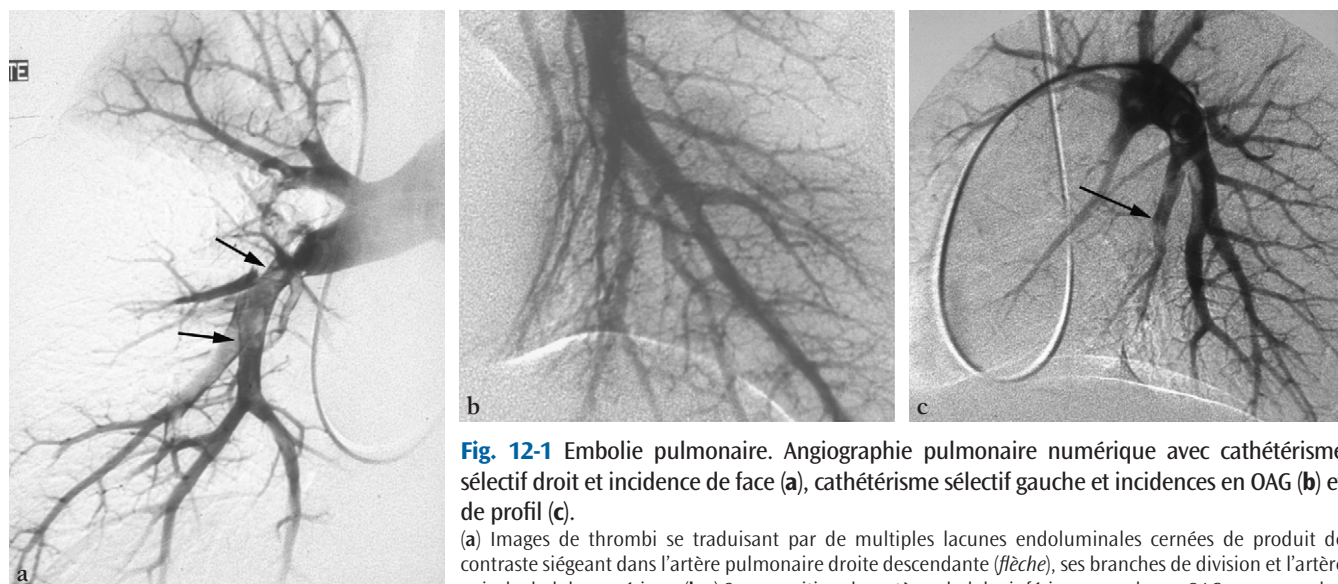 TE
a
b
c
Fig. 12-1 Embolie pulmonaire. Angiographie pulmonaire numérique avec cathétérisme
sélectif droit et incidence de face (a), cathétérisme sélectif gauche et incidences en OAG (b) e
de profil (c).
(a) Images de thrombi se traduisant par de multiples lacunes endoluminales cernées de produit de
contraste siégeant dans l'artère pulmonaire droite descendante (flèche), ses branches de division et l'artèr